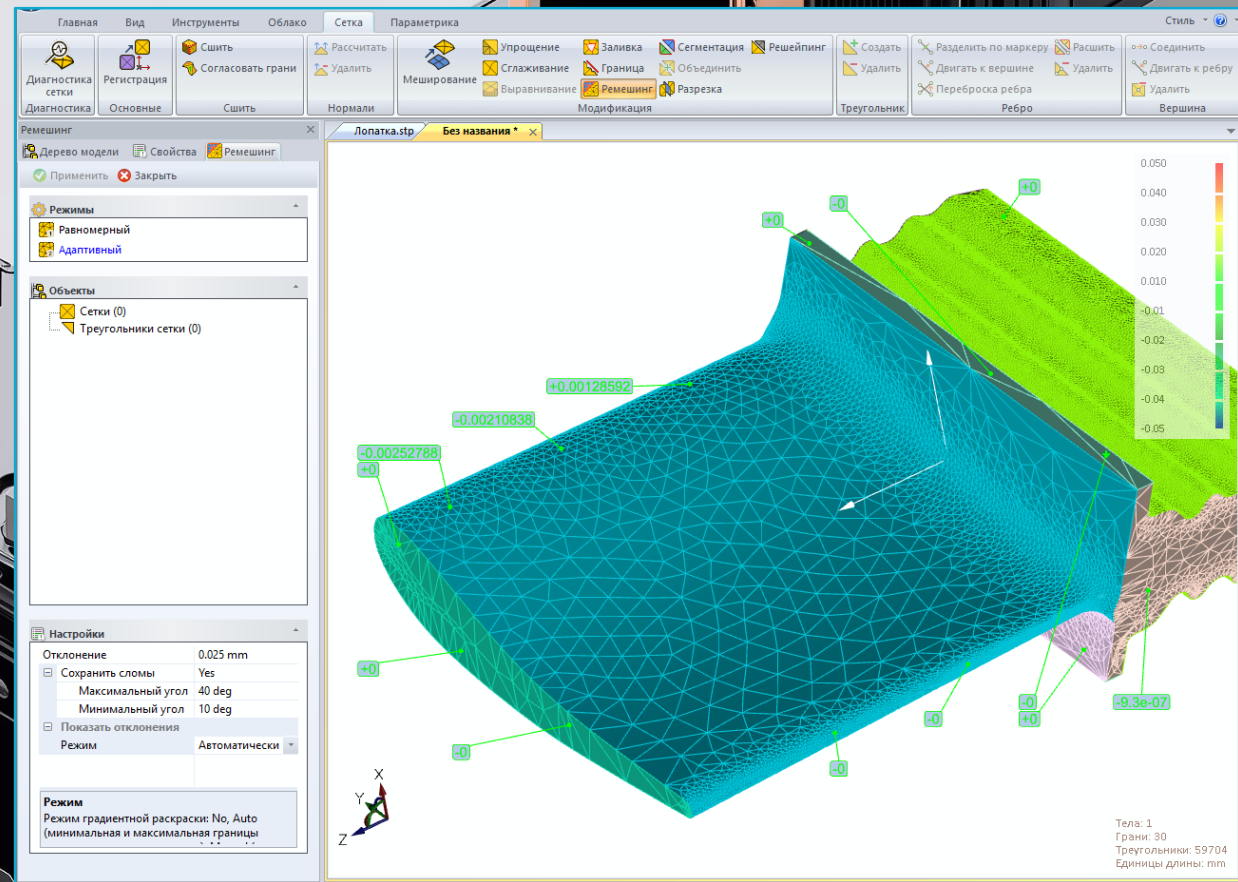 Главная Вид Инструменты Облако Сетка Параметрика Стиль
Диагностика сетки
Диагностика
Регистрация
Основные
Сшить
Согласовать грани
Сшить
Рассчитать
Удалить
Нормали
Меширование
Упрощение Заливка Сегментация Решейпинг
Сглаживание Граница Объединить
Выравнивание Ремешинг Разрезка
Модификация
Создать
Удалить
Треугольник
Разделить по маркеру Расшить
Двигать к вершине Удалить
Переброска ребра
Ребро
Соединить
Двигать к ребру
Удалить
Вершина
Ремешинг
Дерево модели Свойства Ремешинг
Применить Закрыть
Режимы
Равномерный
Адаптивный
Объекты
Сетки (0)
Треугольники сетки (0)
Настройки
Отклонение 0.025 mm
Сохранить сломы Yes
Максимальный угол 40 deg
Минимальный угол 10 deg
Показать отклонения
Режим Автоматически
Режим
Режим градиентной раскраски: No, Auto
(минимальная и максимальная границы
Лопатка.stp Без названия *
+0
-0
+0
+0.00128592
-0.00210838
-0.00252788
+0
+0
-0
-0
-0
-0
+0
-9.3e-07
0.050
0.040
0.030
0.020
0.010
-0.01
-0.02
-0.03
-0.04
-0.05
X
Y
Z
Тела: 1
Грани: 30
Треугольники: 59704
Единицы длины: mm